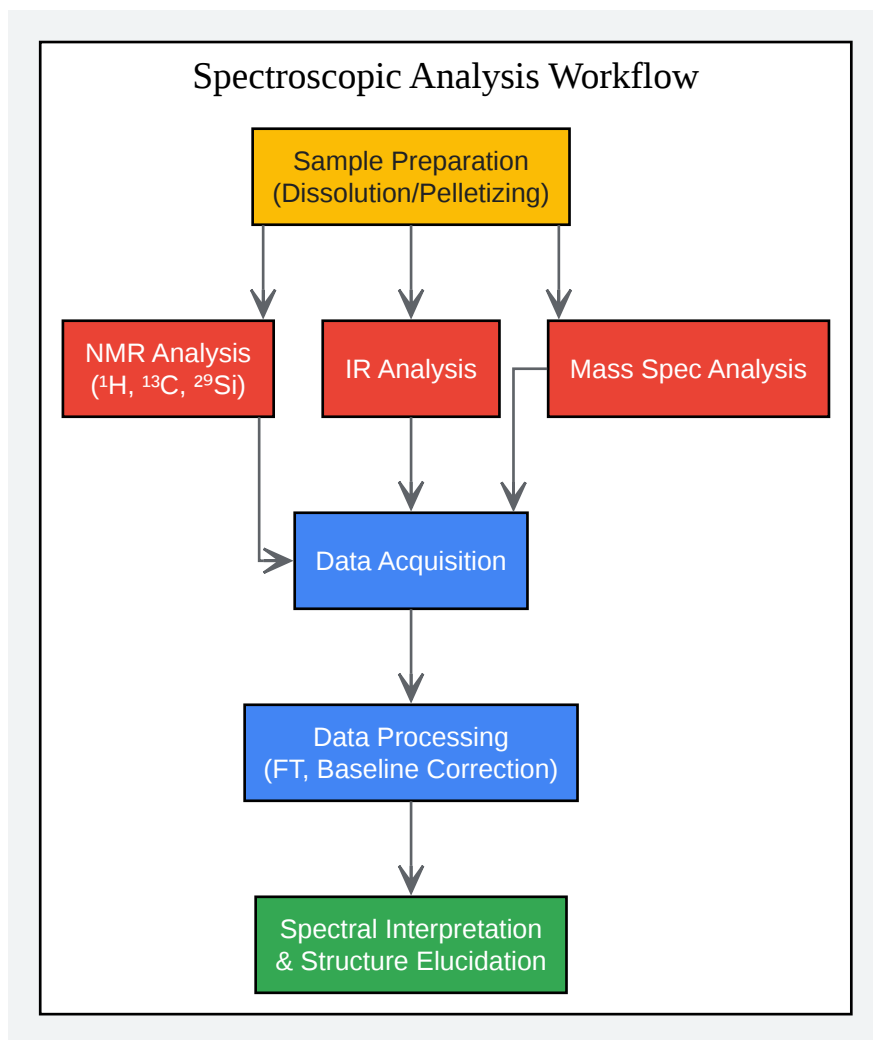 Spectroscopic Analysis Workflow
Sample Preparation
(Dissolution/Pelletizing)
NMR Analysis
(¹H, ¹³C, ²⁹Si)
IR Analysis
Mass Spec Analysis
Data Acquisition
Data Processing
(FT, Baseline Correction)
Spectral Interpretation
& Structure Elucidation